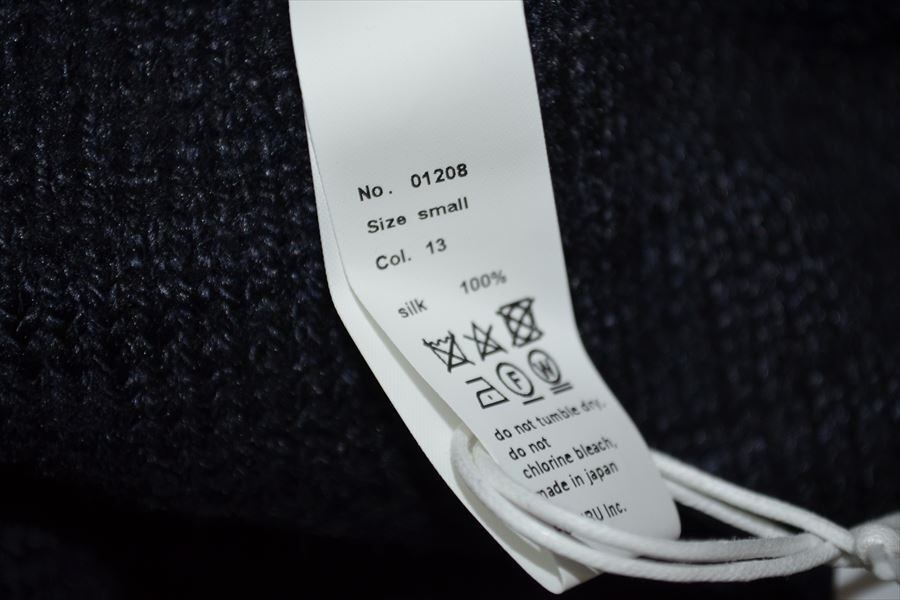 No. 01208
Size small
Col. 13
silk 100%
F W
do not tumble dry.
do not
chlorine bleach,
made in japan
Inc.